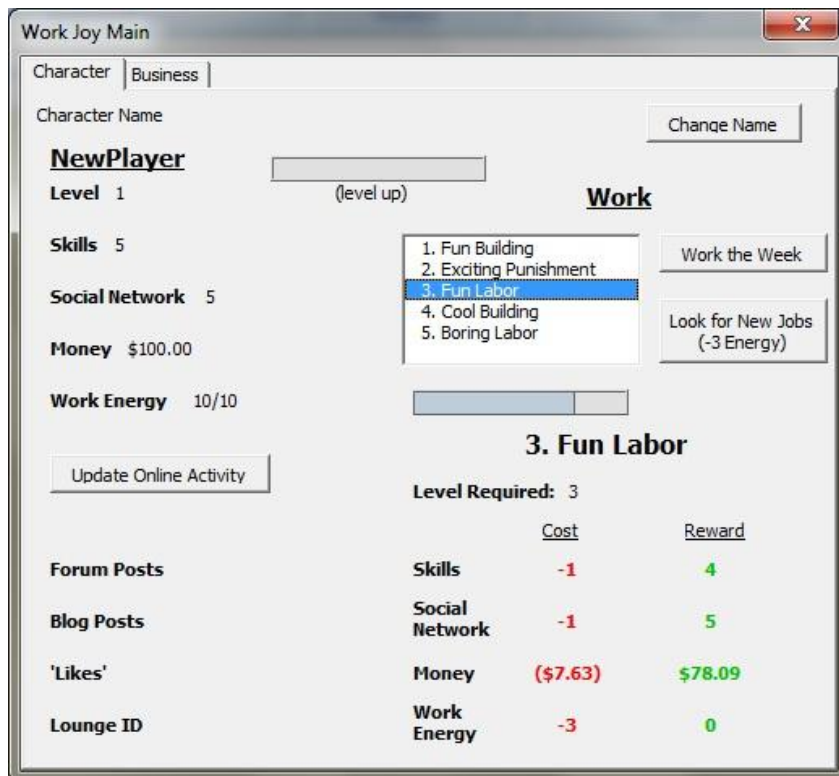 Work Joy Main
Character
Business
Character Name
Change Name
NewPlayer
(level up)
Level 1
Work
Skills 5
Social Network 5
Money $100.00
Work Energy 10/10
1. Fun Building
2. Exciting Punishment
3. Fun Labor
4. Cool Building
5. Boring Labor
Work the Week
Look for New Jobs
(-3 Energy)
Update Online Activity
3. Fun Labor
Level Required: 3
Cost Reward
Forum Posts
Blog Posts
'Likes'
Lounge ID
Skills -1 4
Social
Network -1 5
Money ($7.63) $78.09
Work
Energy -3 0